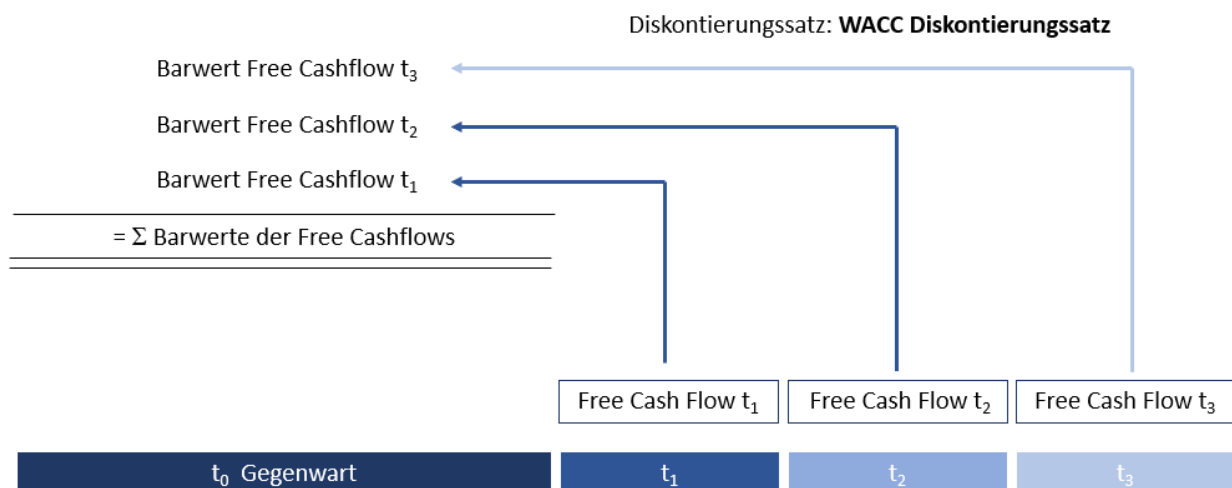 Diskontierungssatz: WACC Diskontierungssatz
Barwert Free Cashflow t₃
Barwert Free Cashflow t₂
Barwert Free Cashflow t₁
= Σ Barwerte der Free Cashflows
Free Cash Flow t₁
Free Cash Flow t₂
Free Cash Flow t₃
t₀ Gegenwart
t₁
t₂
t₃